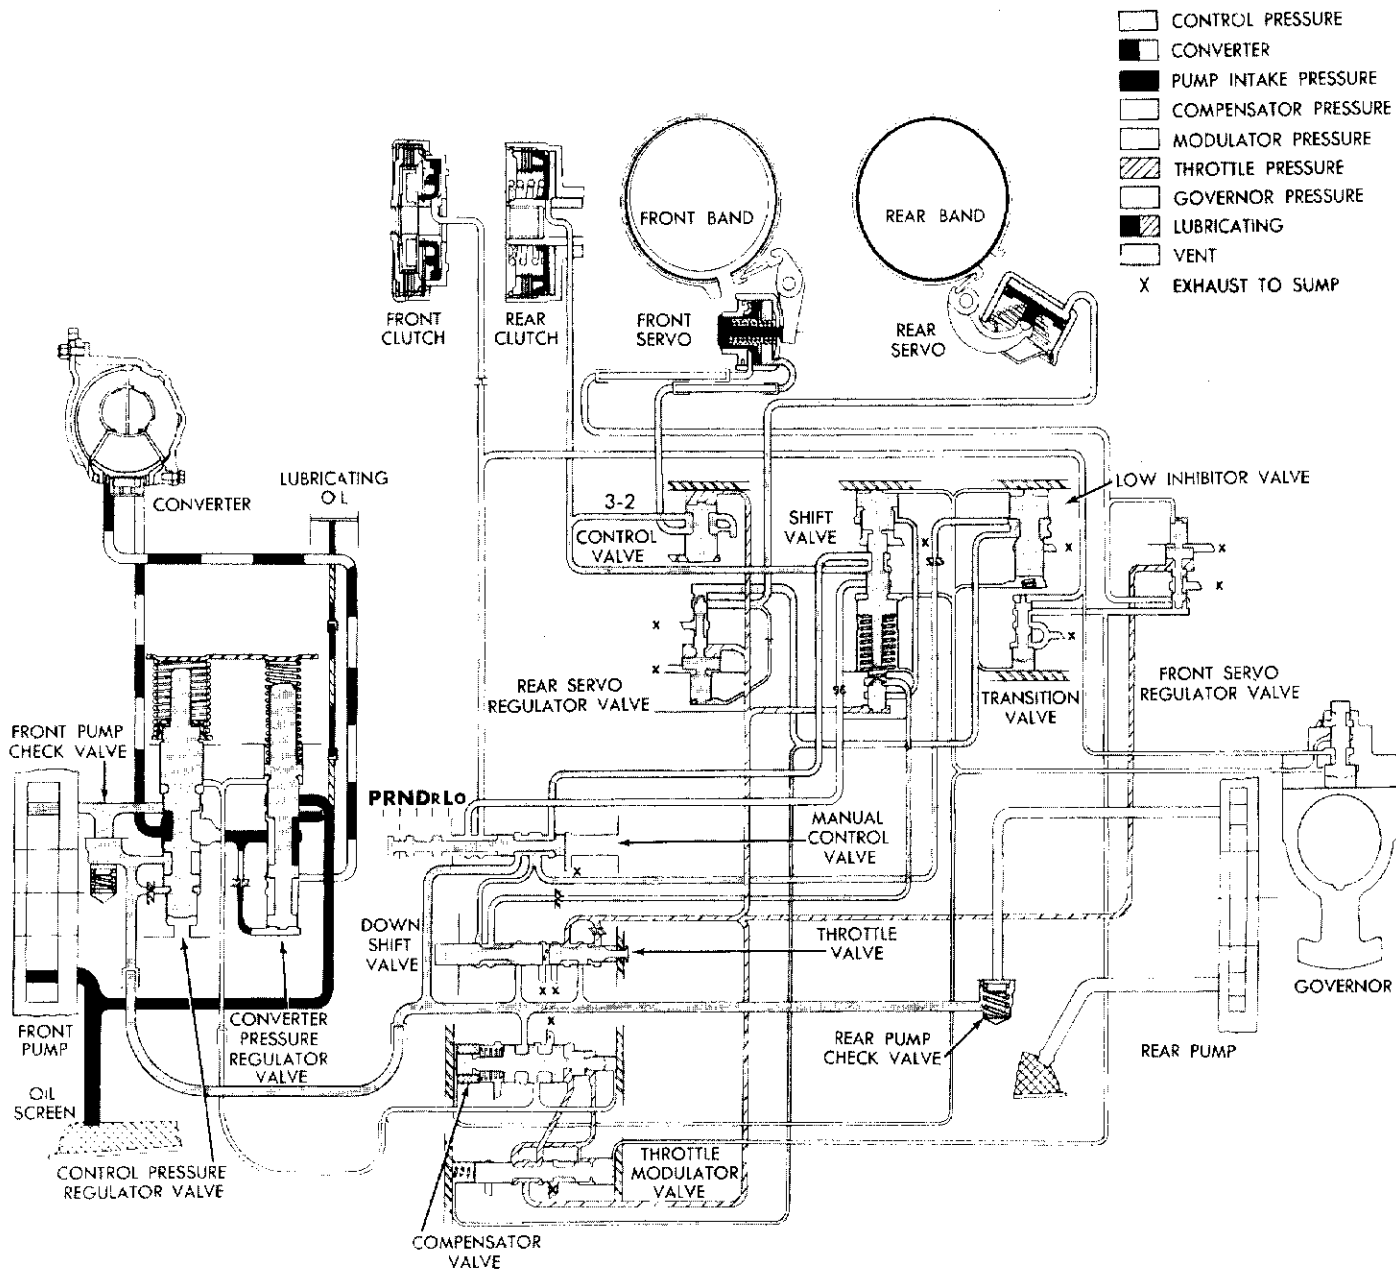 CONTROL PRESSURE
CONVERTER
PUMP INTAKE PRESSURE
COMPENSATOR PRESSURE
MODULATOR PRESSURE
THROTTLE PRESSURE
GOVERNOR PRESSURE
LUBRICATING
VENT
X EXHAUST TO SUMP
FRONT BAND
REAR BAND
FRONT
CLUTCH
REAR
CLUTCH
FRONT
SERVO
REAR
SERVO
CONVERTER
LUBRICATING
OIL
3-2
CONTROL
VALVE
SHIFT
VALVE
LOW INHIBITOR VALVE
X
X
X
X
X
X
X
REAR SERVO
REGULATOR VALVE
TRANSITION
VALVE
FRONT SERVO
REGULATOR VALVE
FRONT PUMP
CHECK VALVE
PRNDRLO
MANUAL
CONTROL
VALVE
X
DOWN
SHIFT
VALVE
THROTTLE
VALVE
X X
X
GOVERNOR
FRONT
PUMP
CONVERTER
PRESSURE
REGULATOR
VALVE
REAR PUMP
CHECK VALVE
REAR PUMP
OIL
SCREEN
CONTROL PRESSURE
REGULATOR VALVE
THROTTLE
MODULATOR
VALVE
X
COMPENSATOR
VALVE